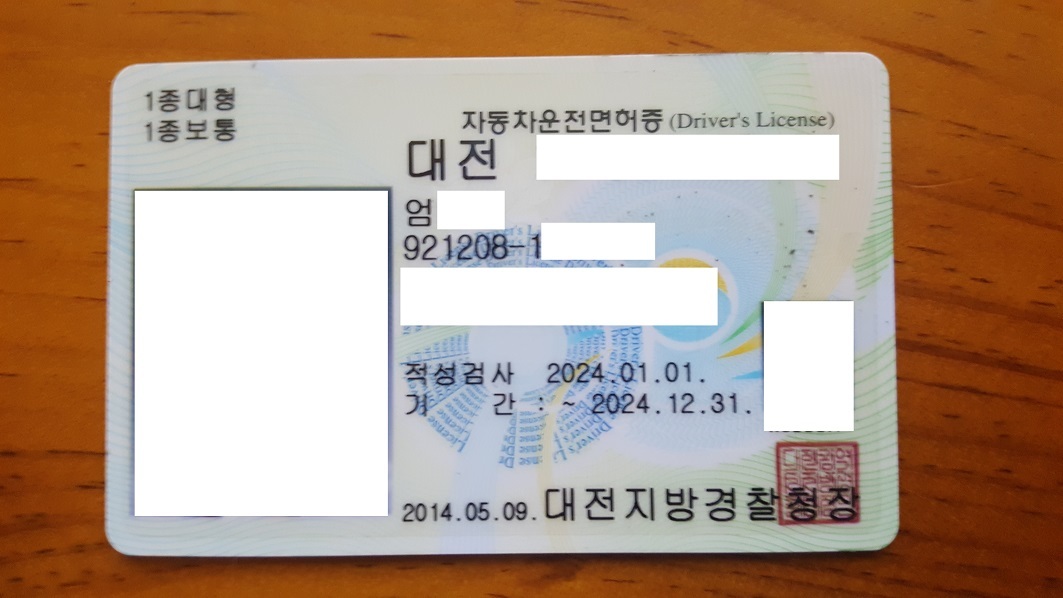 1종대형
1종보통
자동차운전면허증 (Driver's License)
대전
엄
921208-1
적성검사 2024.01.01.
기 간 : ~ 2024.12.31.
2014.05.09. 대전지방경찰청장